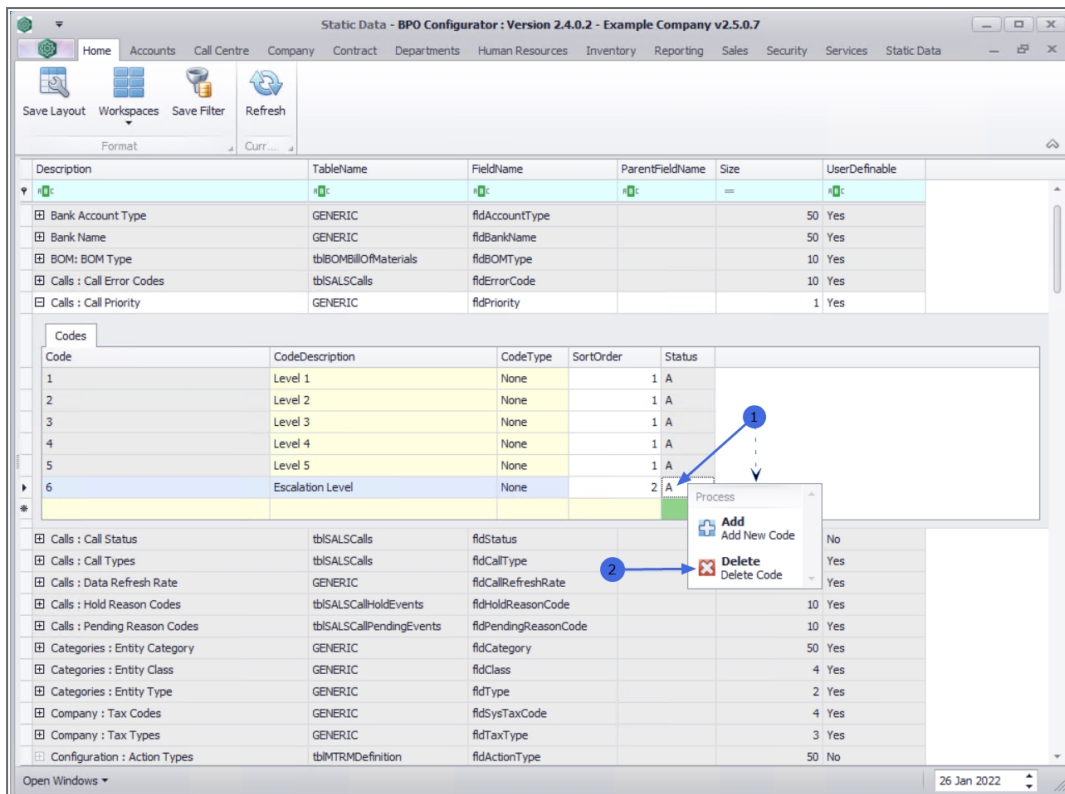 Static Data - BPO Configurator : Version 2.4.0.2 - Example Company v2.5.0.7
Home Accounts Call Centre Company Contract Departments Human Resources Inventory Reporting Sales Security Services Static Data
Save Layout Workspaces Save Filter Refresh
Format Curr...
Description TableName FieldName ParentFieldName Size UserDefinable
ABC ABC ABC ABC = ABC
Bank Account Type GENERIC fldAccountType 50 Yes
Bank Name GENERIC fldBankName 50 Yes
BOM: BOM Type tblBOMBillOfMaterials fldBOMType 10 Yes
Calls : Call Error Codes tblSALSCalls fldErrorCode 10 Yes
Calls : Call Priority GENERIC fldPriority 1 Yes
Codes
Code CodeDescription CodeType SortOrder Status
1 Level 1 None 1 A
2 Level 2 None 1 A
3 Level 3 None 1 A
1
4 Level 4 None 1 A
5 Level 5 None 1 A
6 Escalation Level None 2 A
Process
Add
Add New Code
Delete
Delete Code
2
Calls : Call Status tblSALSCalls fldStatus No
Calls : Call Types tblSALSCalls fldCallType Yes
Calls : Data Refresh Rate GENERIC fldCallRefreshRate Yes
Calls : Hold Reason Codes tblSALSCallHoldEvents fldHoldReasonCode 10 Yes
Calls : Pending Reason Codes tblSALSCallPendingEvents fldPendingReasonCode 10 Yes
Categories : Entity Category GENERIC fldCategory 50 Yes
Categories : Entity Class GENERIC fldClass 4 Yes
Categories : Entity Type GENERIC fldType 2 Yes
Company : Tax Codes GENERIC fldSysTaxCode 4 Yes
Company : Tax Types GENERIC fldTaxType 3 Yes
Configuration : Action Types tblMTRMDefinition fldActionType 50 No
Open Windows 26 Jan 2022